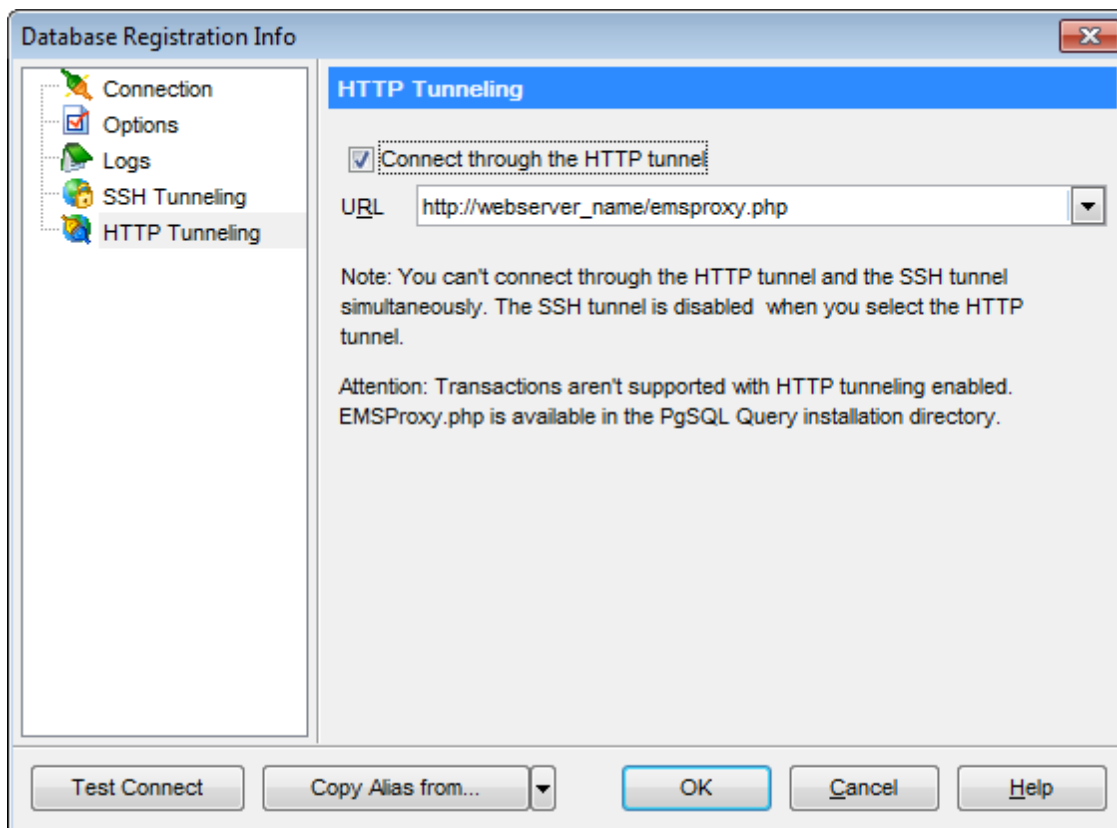 Database Registration Info
Connection
Options
Logs
SSH Tunneling
HTTP Tunneling
HTTP Tunneling
Connect through the HTTP tunnel
URL
http://webserver_name/emsproxy.php
Note: You can't connect through the HTTP tunnel and the SSH tunnel
simultaneously. The SSH tunnel is disabled  when you select the HTTP
tunnel.
Attention: Transactions aren't supported with HTTP tunneling enabled.
EMSProxy.php is available in the PgSQL Query installation directory.
Test Connect
Copy Alias from...
OK
Cancel
Help